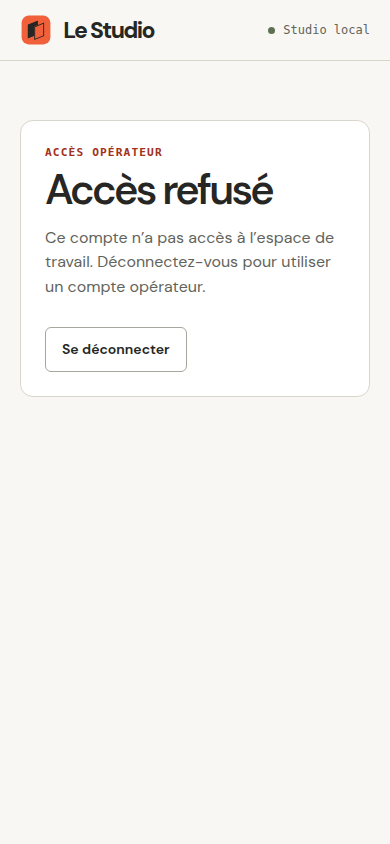 Le Studio
Studio local
ACCÈS OPÉRATEUR
Accès refusé
Ce compte n’a pas accès à l’espace de
travail. Déconnectez-vous pour utiliser
un compte opérateur.
Se déconnecter